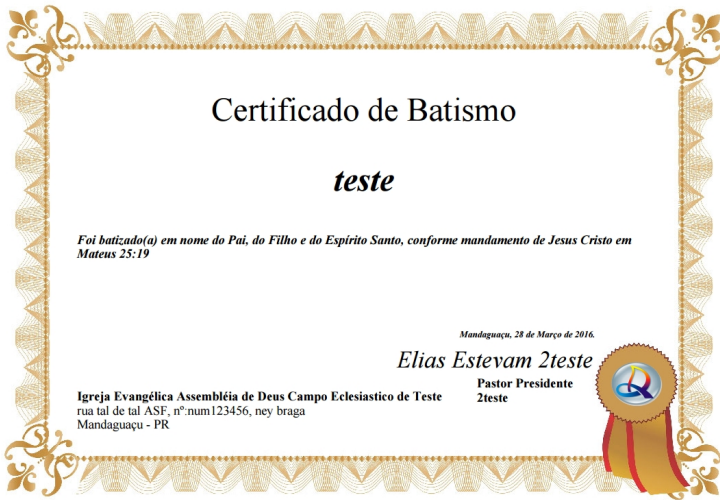 Certificado de Batismo
teste
Foi batizado(a) em nome do Pai, do Filho e do Espírito Santo, conforme mandamento de Jesus Cristo em
Mateus 25:19
Mandaguaçu, 28 de Março de 2016.
Elias Estevam 2teste
Pastor Presidente
2teste
Igreja Evangélica Assembléia de Deus Campo Eclesiastico de Teste
rua tal de tal ASF, nº:num123456, ney braga
Mandaguaçu - PR